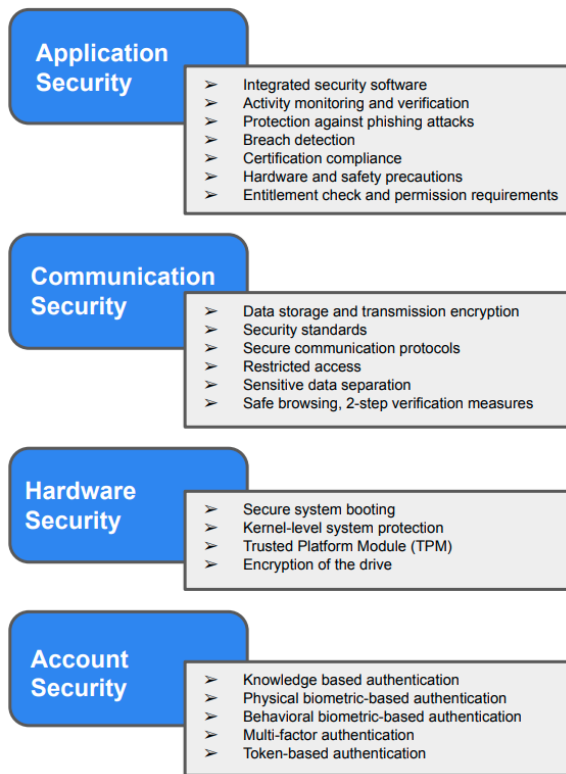 Application
Security
➢ Integrated security software
➢ Activity monitoring and verification
➢ Protection against phishing attacks
➢ Breach detection
➢ Certification compliance
➢ Hardware and safety precautions
➢ Entitlement check and permission requirements
Communication
Security
➢ Data storage and transmission encryption
➢ Security standards
➢ Secure communication protocols
➢ Restricted access
➢ Sensitive data separation
➢ Safe browsing, 2-step verification measures
Hardware
Security
➢ Secure system booting
➢ Kernel-level system protection
➢ Trusted Platform Module (TPM)
➢ Encryption of the drive
Account
Security
➢ Knowledge based authentication
➢ Physical biometric-based authentication
➢ Behavioral biometric-based authentication
➢ Multi-factor authentication
➢ Token-based authentication